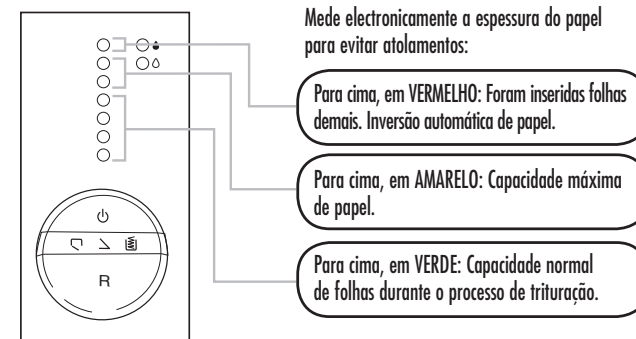 Mede electronicamente a espessura do papel
para evitar atolamentos:
Para cima, em VERMELHO: Foram inseridas folhas
demais. Inversão automática de papel.
Para cima, em AMARELO: Capacidade máxima
de papel.
Para cima, em VERDE: Capacidade normal
de folhas durante o processo de trituração.
R